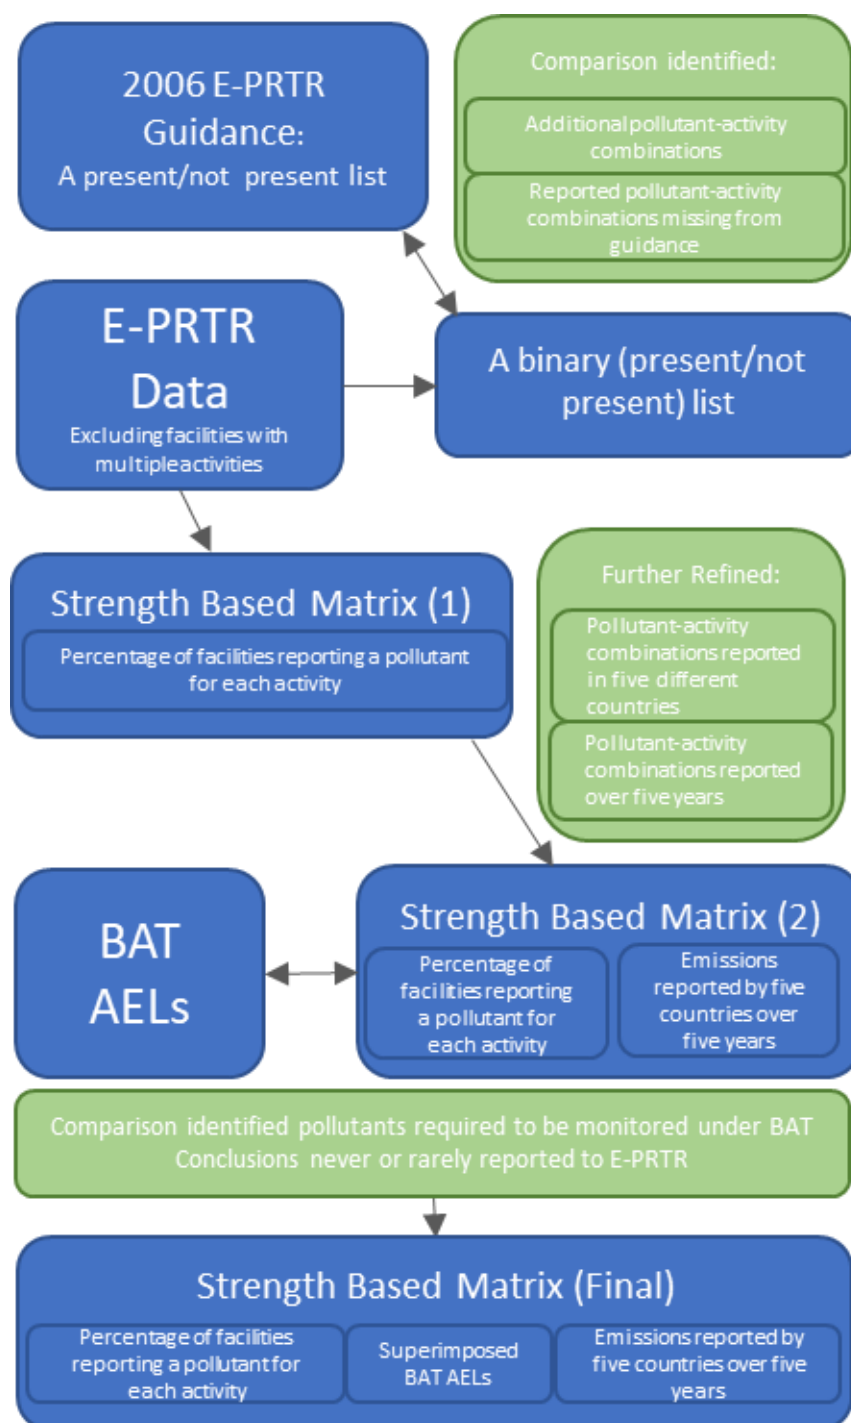 2006 E-PRTR
Guidance:
A present/not present list
Comparison identified:
Additional pollutant-activity
combinations
Reported pollutant-activity
combinations missing from
guidance
E-PRTR
Data
Excluding facilities with
multiple activities
A binary (present/not
present) list
Strength Based Matrix (1)
Percentage of facilities reporting a pollutant
for each activity
Further Refined:
Pollutant-activity
combinations reported
in five different
countries
Pollutant-activity
combinations reported
over five years
BAT
AELs
Strength Based Matrix (2)
Percentage of
facilities reporting
a pollutant for
each activity
Emissions
reported by five
countries over
five years
Comparison identified pollutants required to be monitored under BAT
Conclusions never or rarely reported to E-PRTR
Strength Based Matrix (Final)
Percentage of facilities
reporting a pollutant for
each activity
Superimposed
BAT AELs
Emissions reported by
five countries over five
years